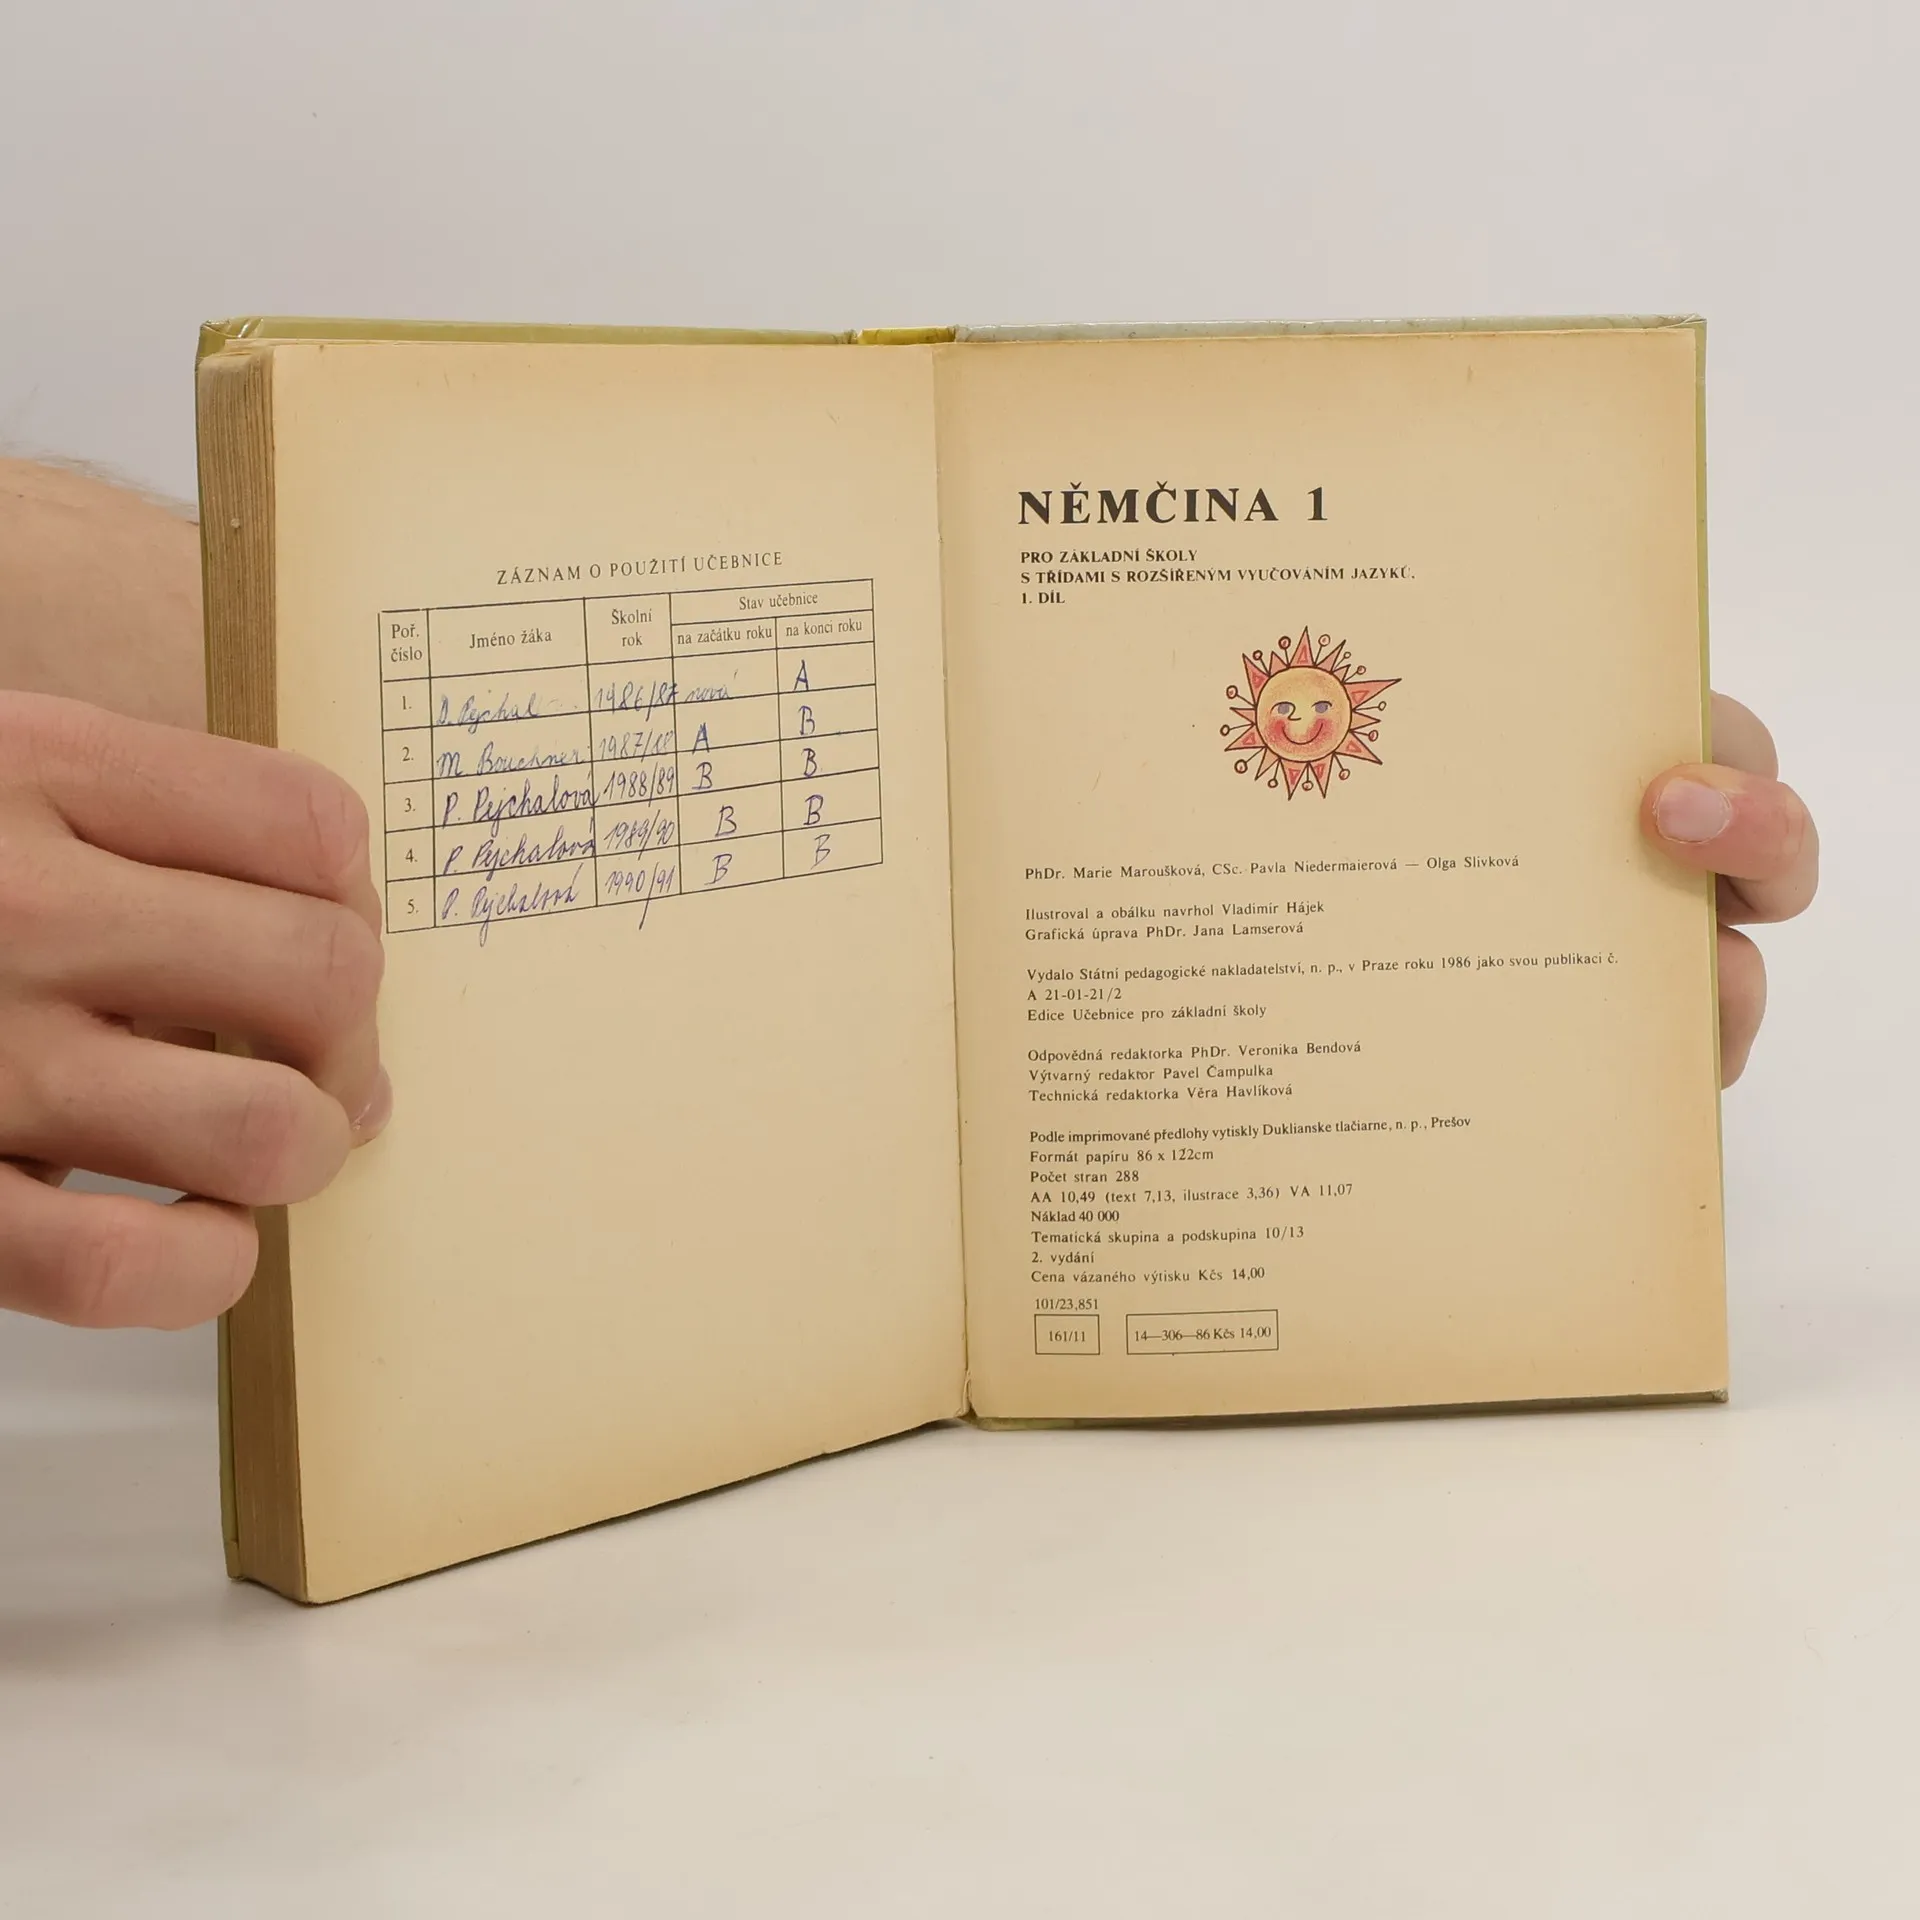 ZÁZNAM O POUŽITÍ UČEBNICE
Poř. číslo Jméno žáka Školní rok Stav učebnice
na začátku roku na konci roku
1. 1986/87 nová A
2. M. Bouchner 1987/88 A B
3. P. Pejchalová 1988/89 B B
4. P. Pejchalová 1989/90 B B
5. P. Pejchalová 1990/91 B B
NĚMČINA 1
PRO ZÁKLADNÍ ŠKOLY
S TŘÍDAMI S ROZŠÍŘENÝM VYUČOVÁNÍM JAZYKŮ.
1. DÍL
PhDr. Marie Maroušková, CSc. Pavla Niedermaierová — Olga Slivková
Ilustroval a obálku navrhol Vladimír Hájek
Grafická úprava PhDr. Jana Lamserová
Vydalo Státní pedagogické nakladatelství, n. p., v Praze roku 1986 jako svou publikaci č.
A 21-01-21/2
Edice Učebnice pro základní školy
Odpovědná redaktorka PhDr. Veronika Bendová
Výtvarný redaktor Pavel Čampulka
Technická redaktorka Věra Havlíková
Podle imprimované předlohy vytiskly Duklianske tlačiarne, n. p., Prešov
Formát papíru 86 x 122cm
Počet stran 288
AA 10,49 (text 7,13, ilustrace 3,36) VA 11,07
Náklad 40 000
Tematická skupina a podskupina 10/13
2. vydání
Cena vázaného výtisku Kčs 14,00
101/23,851
161/11 14—306—86 Kčs 14,00